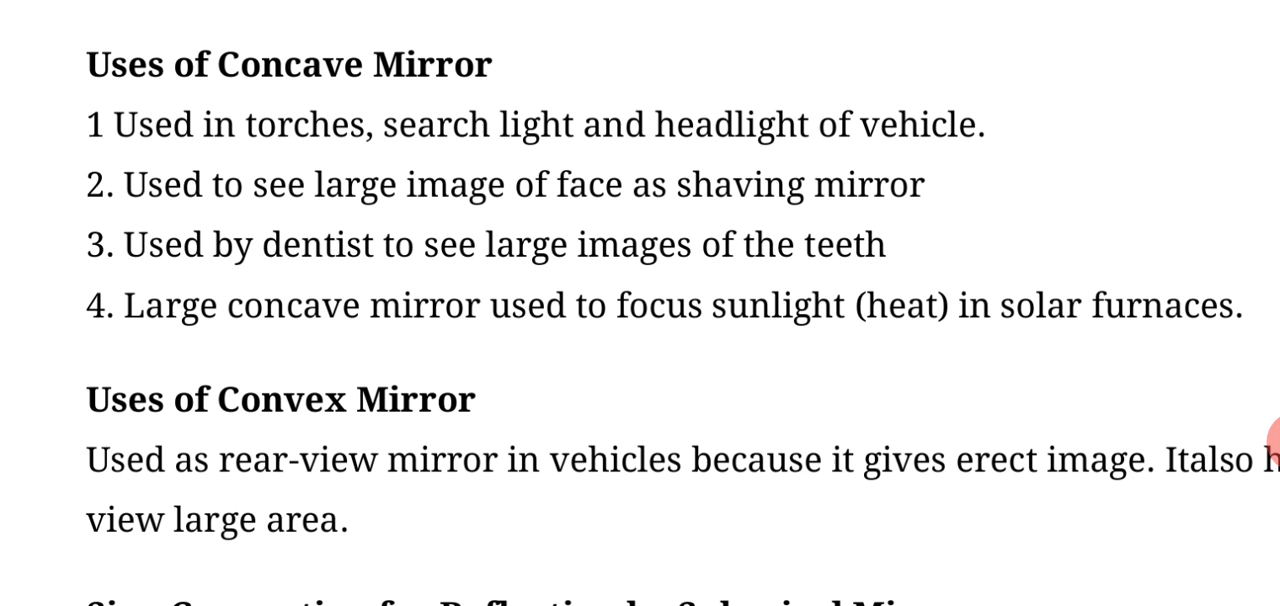 Uses of Concave Mirror
1 Used in torches, search light and headlight of vehicle.
2. Used to see large image of face as shaving mirror
3. Used by dentist to see large images of the teeth
4. Large concave mirror used to focus sunlight (heat) in solar furnaces.
Uses of Convex Mirror
Used as rear-view mirror in vehicles because it gives erect image. Italso
view large area.